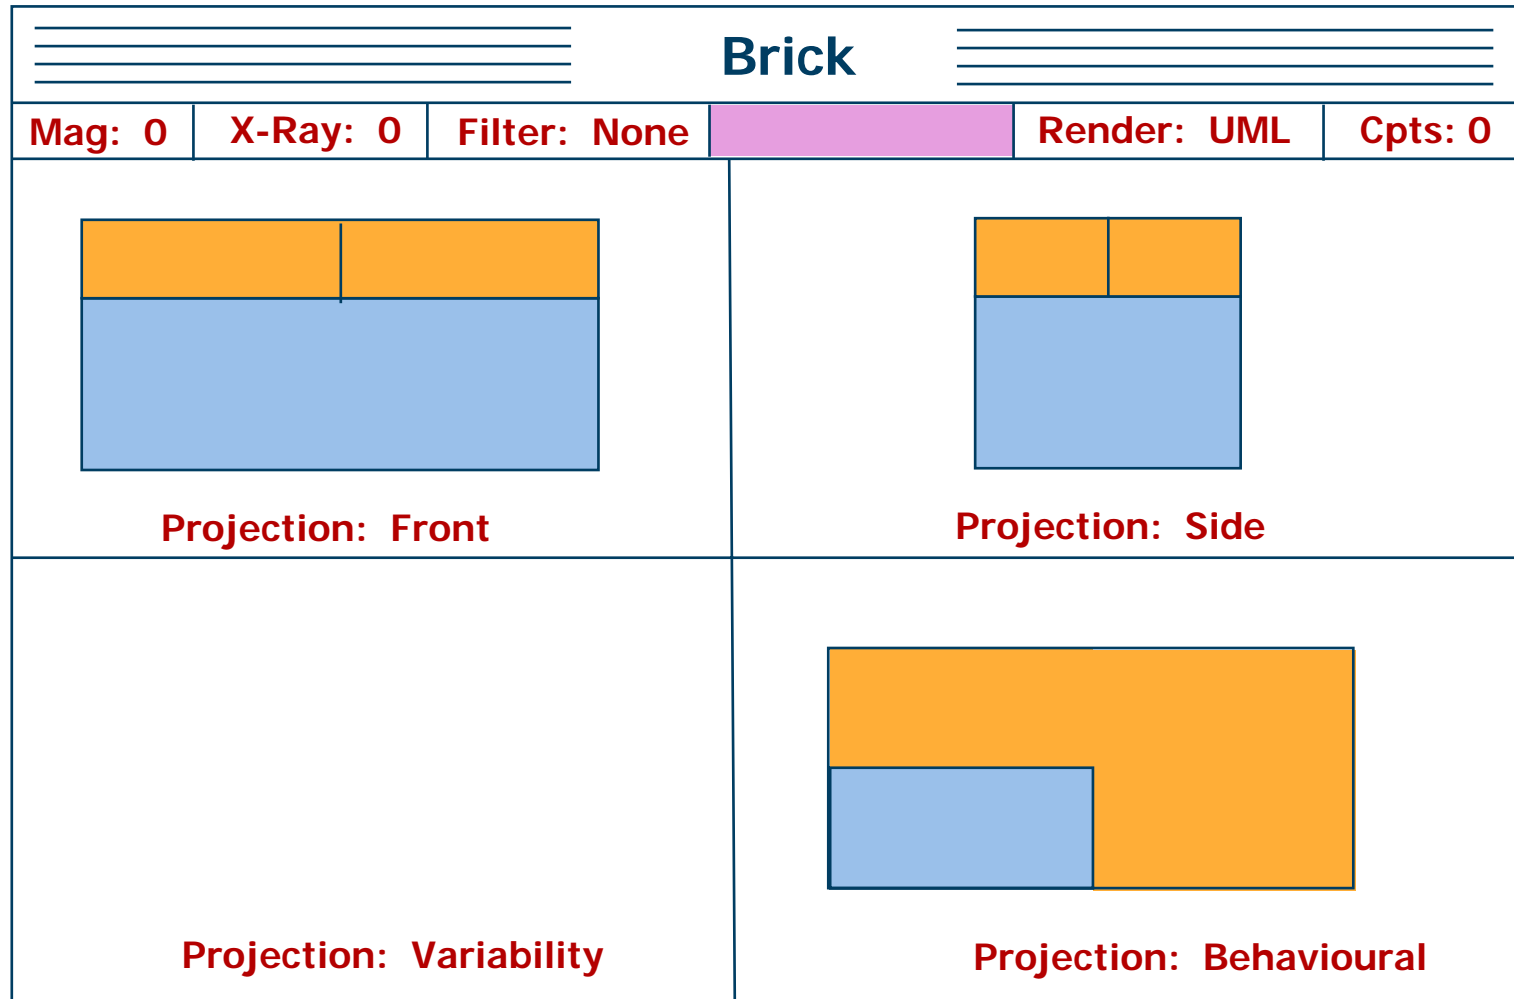 Brick
Mag: 0 X-Ray: 0 Filter: None Render: UML Cpts: 0
Projection: Front
Projection: Side
Projection: Variability
Projection: Behavioural